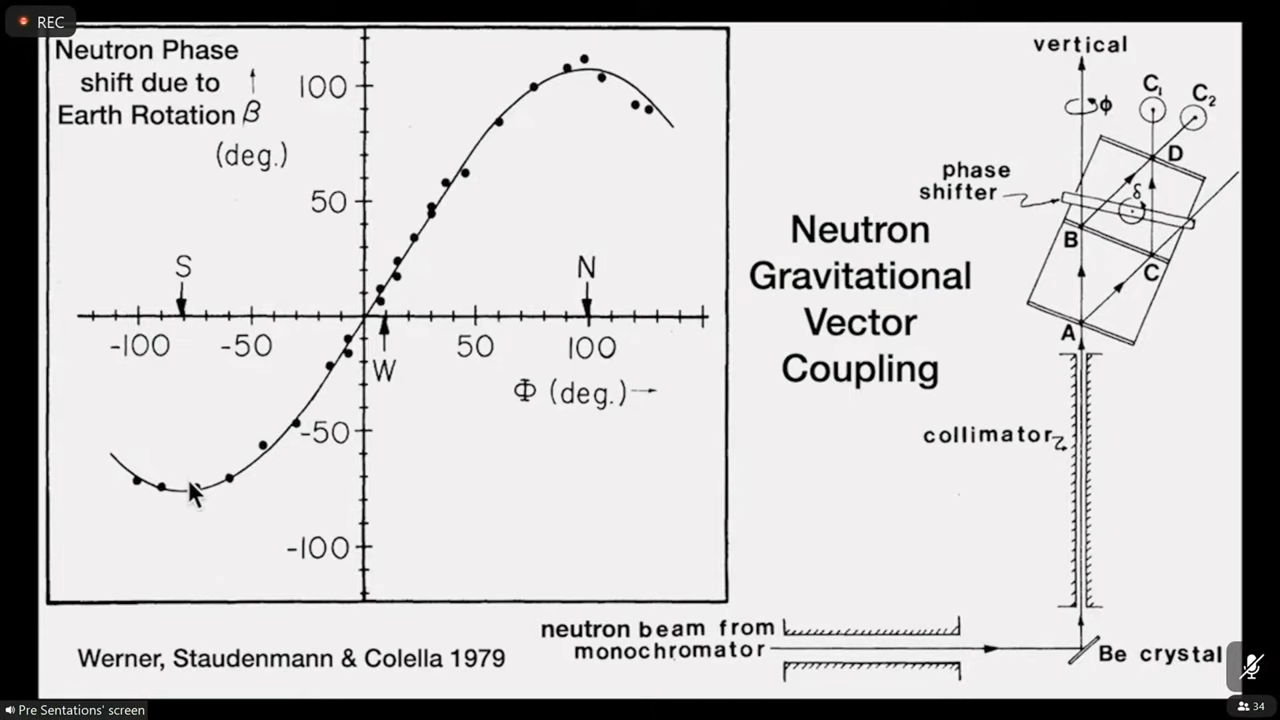 REC
Neutron Phase
shift due to ↑
Earth Rotation β
(deg.)
100
50
S
N
-100
-50
50
100
W
Φ (deg.)→
-50
-100
Werner, Staudenmann & Colella 1979
Neutron
Gravitational
Vector
Coupling
vertical
ϕ
C₁
C₂
D
phase
shifter
δ
B
C
A
collimator
neutron beam from
monochromator
Be crystal
Pre Sentations' screen
34